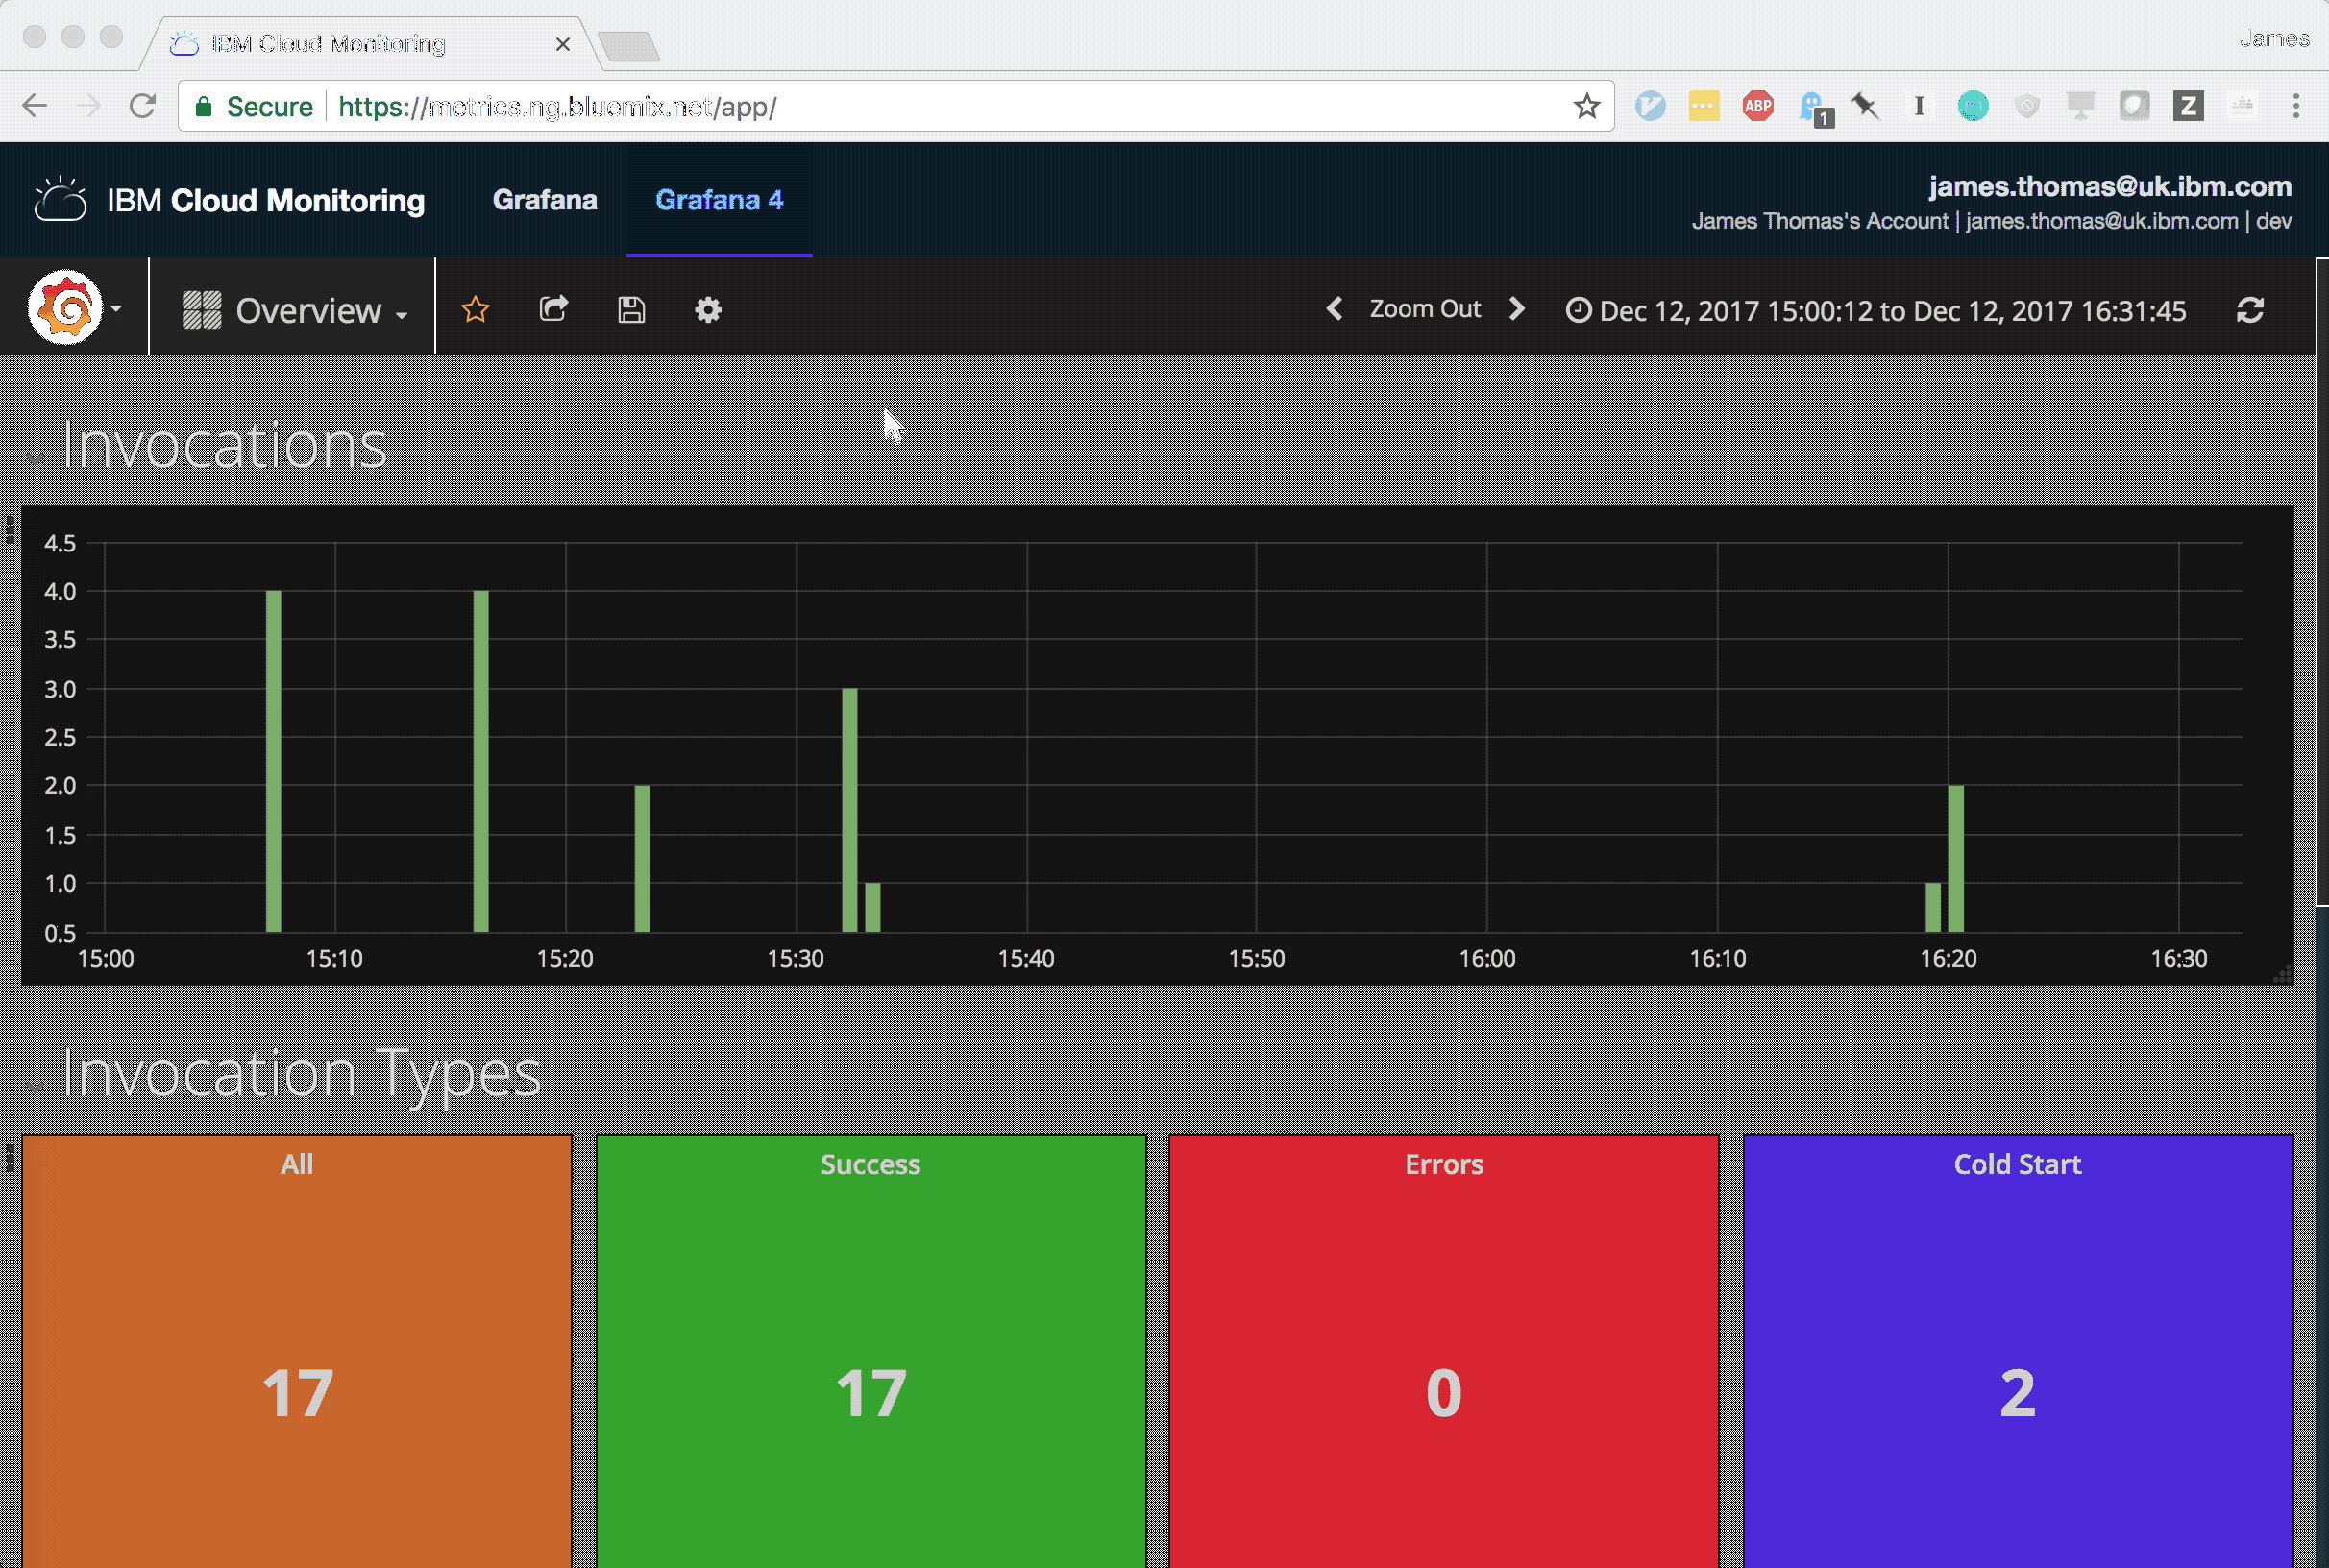 IBM Cloud Monitoring
James
Secure https://metrics.ng.bluemix.net/app/
ABP
1
I
Z
IBM Cloud Monitoring Grafana Grafana 4
james.thomas@uk.ibm.com
James Thomas's Account | james.thomas@uk.ibm.com | dev
Overview
Zoom Out
Dec 12, 2017 15:00:12 to Dec 12, 2017 16:31:45
Invocations
4.5
4.0
3.5
3.0
2.5
2.0
1.5
1.0
0.5
15:00 15:10 15:20 15:30 15:40 15:50 16:00 16:10 16:20 16:30
Invocation Types
All Success Errors Cold Start
17 17 0 2